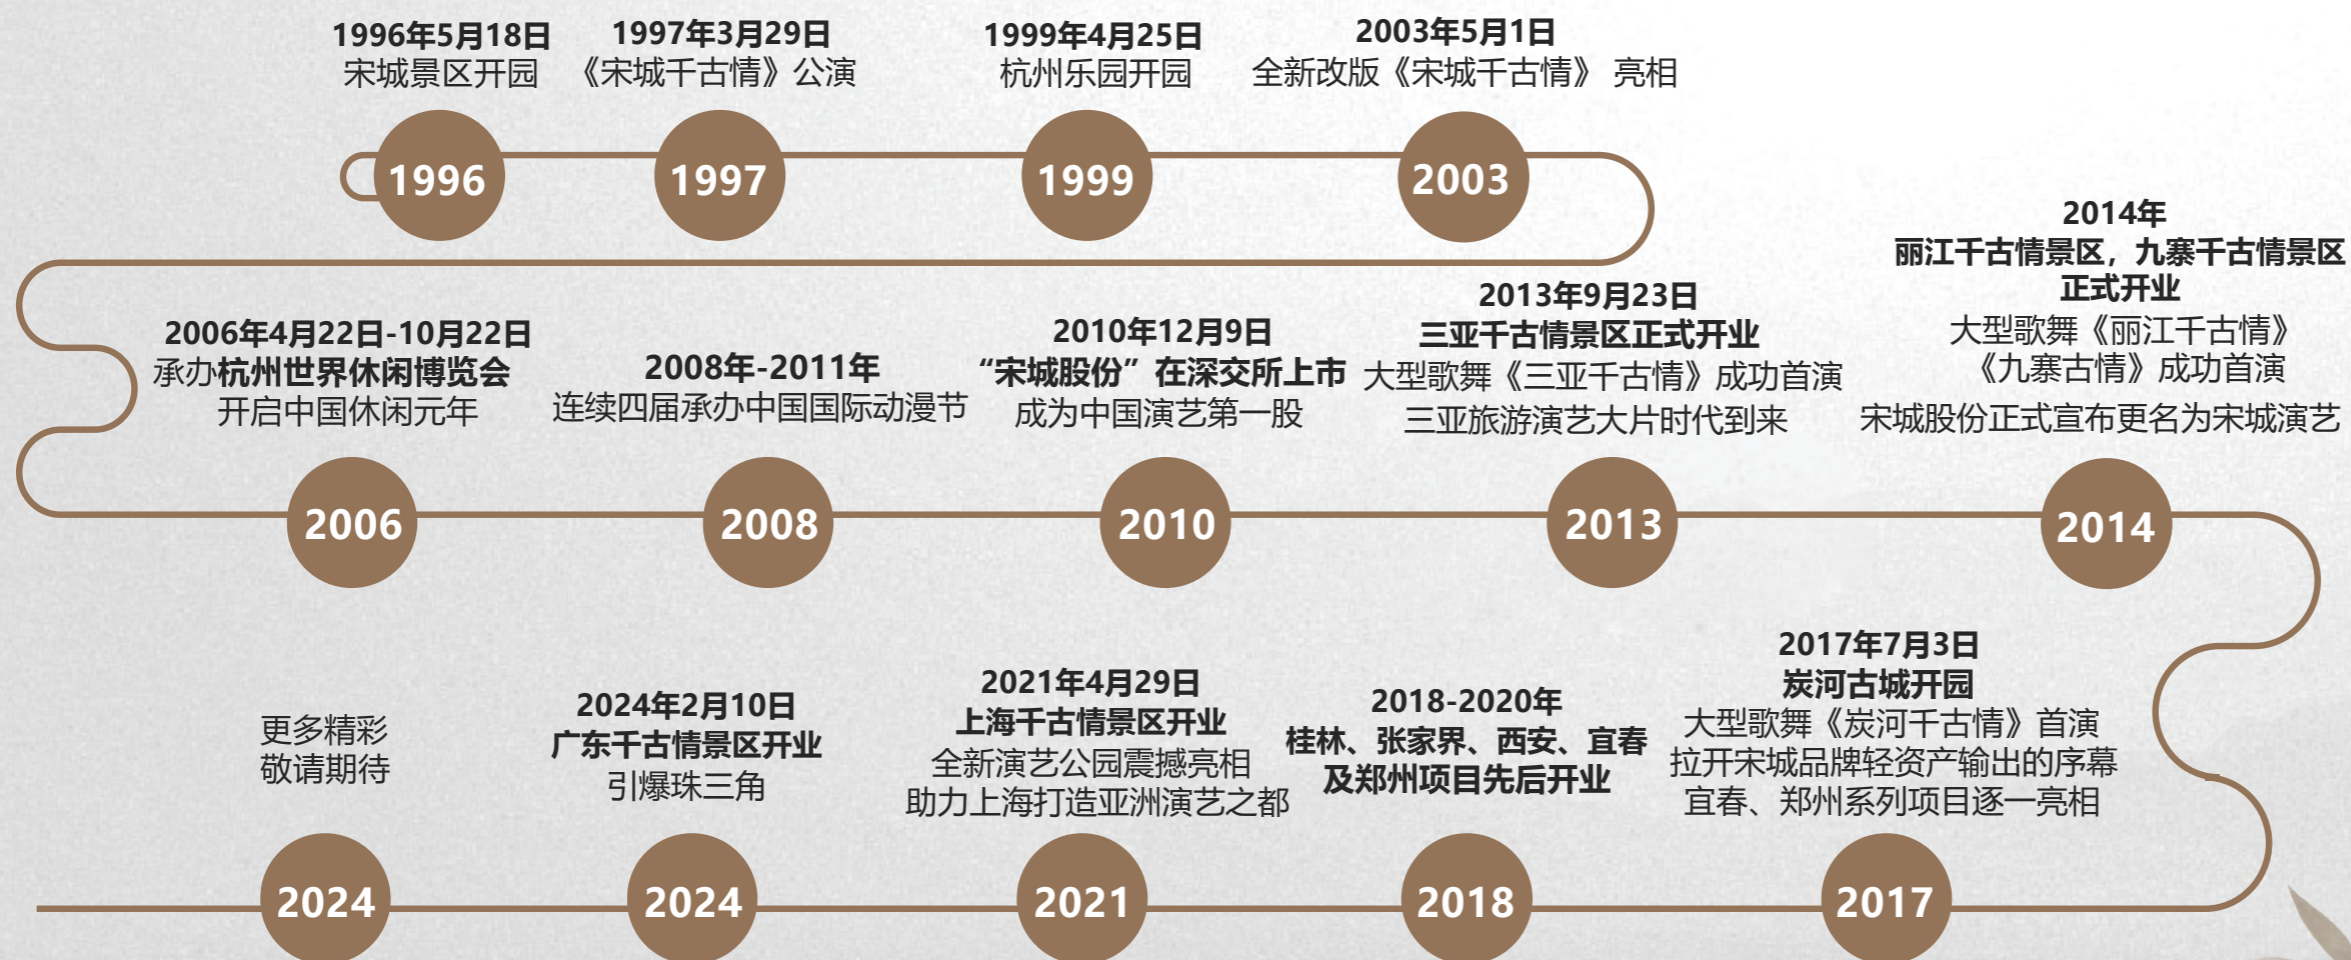 1996年5月18日
宋城景区开园
1996
1997年3月29日
《宋城千古情》公演
1997
1999年4月25日
杭州乐园开园
1999
2003年5月1日
全新改版《宋城千古情》 亮相
2003
2006年4月22日-10月22日
承办杭州世界休闲博览会
开启中国休闲元年
2006
2008年-2011年
连续四届承办中国国际动漫节
2008
2010年12月9日
“宋城股份”在深交所上市
成为中国演艺第一股
2010
2013年9月23日
三亚千古情景区正式开业
大型歌舞《三亚千古情》成功首演
三亚旅游演艺大片时代到来
2013
2014年
丽江千古情景区，九寨千古情景区
正式开业
大型歌舞《丽江千古情》
《九寨古情》成功首演
宋城股份正式宣布更名为宋城演艺
2014
2017年7月3日
炭河古城开园
大型歌舞《炭河千古情》首演
拉开宋城品牌轻资产输出的序幕
宜春、郑州系列项目逐一亮相
2017
2018-2020年
桂林、张家界、西安、宜春
及郑州项目先后开业
2018
2021年4月29日
上海千古情景区开业
全新演艺公园震撼亮相
助力上海打造亚洲演艺之都
2021
2024年2月10日
广东千古情景区开业
引爆珠三角
2024
更多精彩
敬请期待
2024